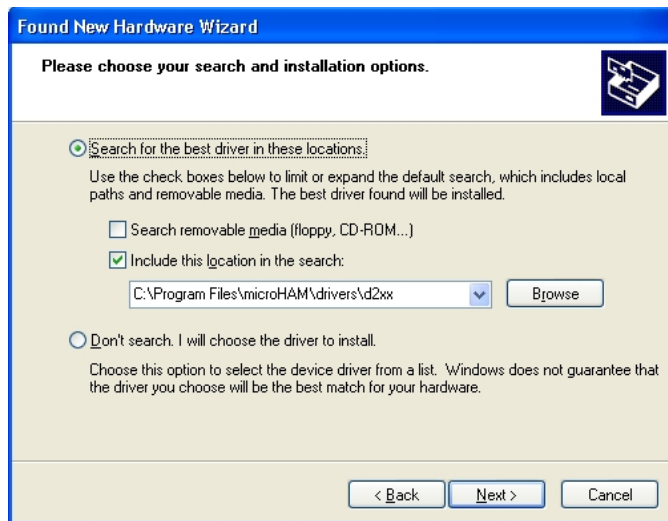 Found New Hardware Wizard
Please choose your search and installation options.
Search for the best driver in these locations.
Use the check boxes below to limit or expand the default search, which includes local
paths and removable media. The best driver found will be installed.
Search removable media (floppy, CD-ROM...)
Include this location in the search:
C:\Program Files\microHAM\drivers\d2xx
Browse
Don't search. I will choose the driver to install.
Choose this option to select the device driver from a list. Windows does not guarantee that
the driver you choose will be the best match for your hardware.
< Back
Next >
Cancel